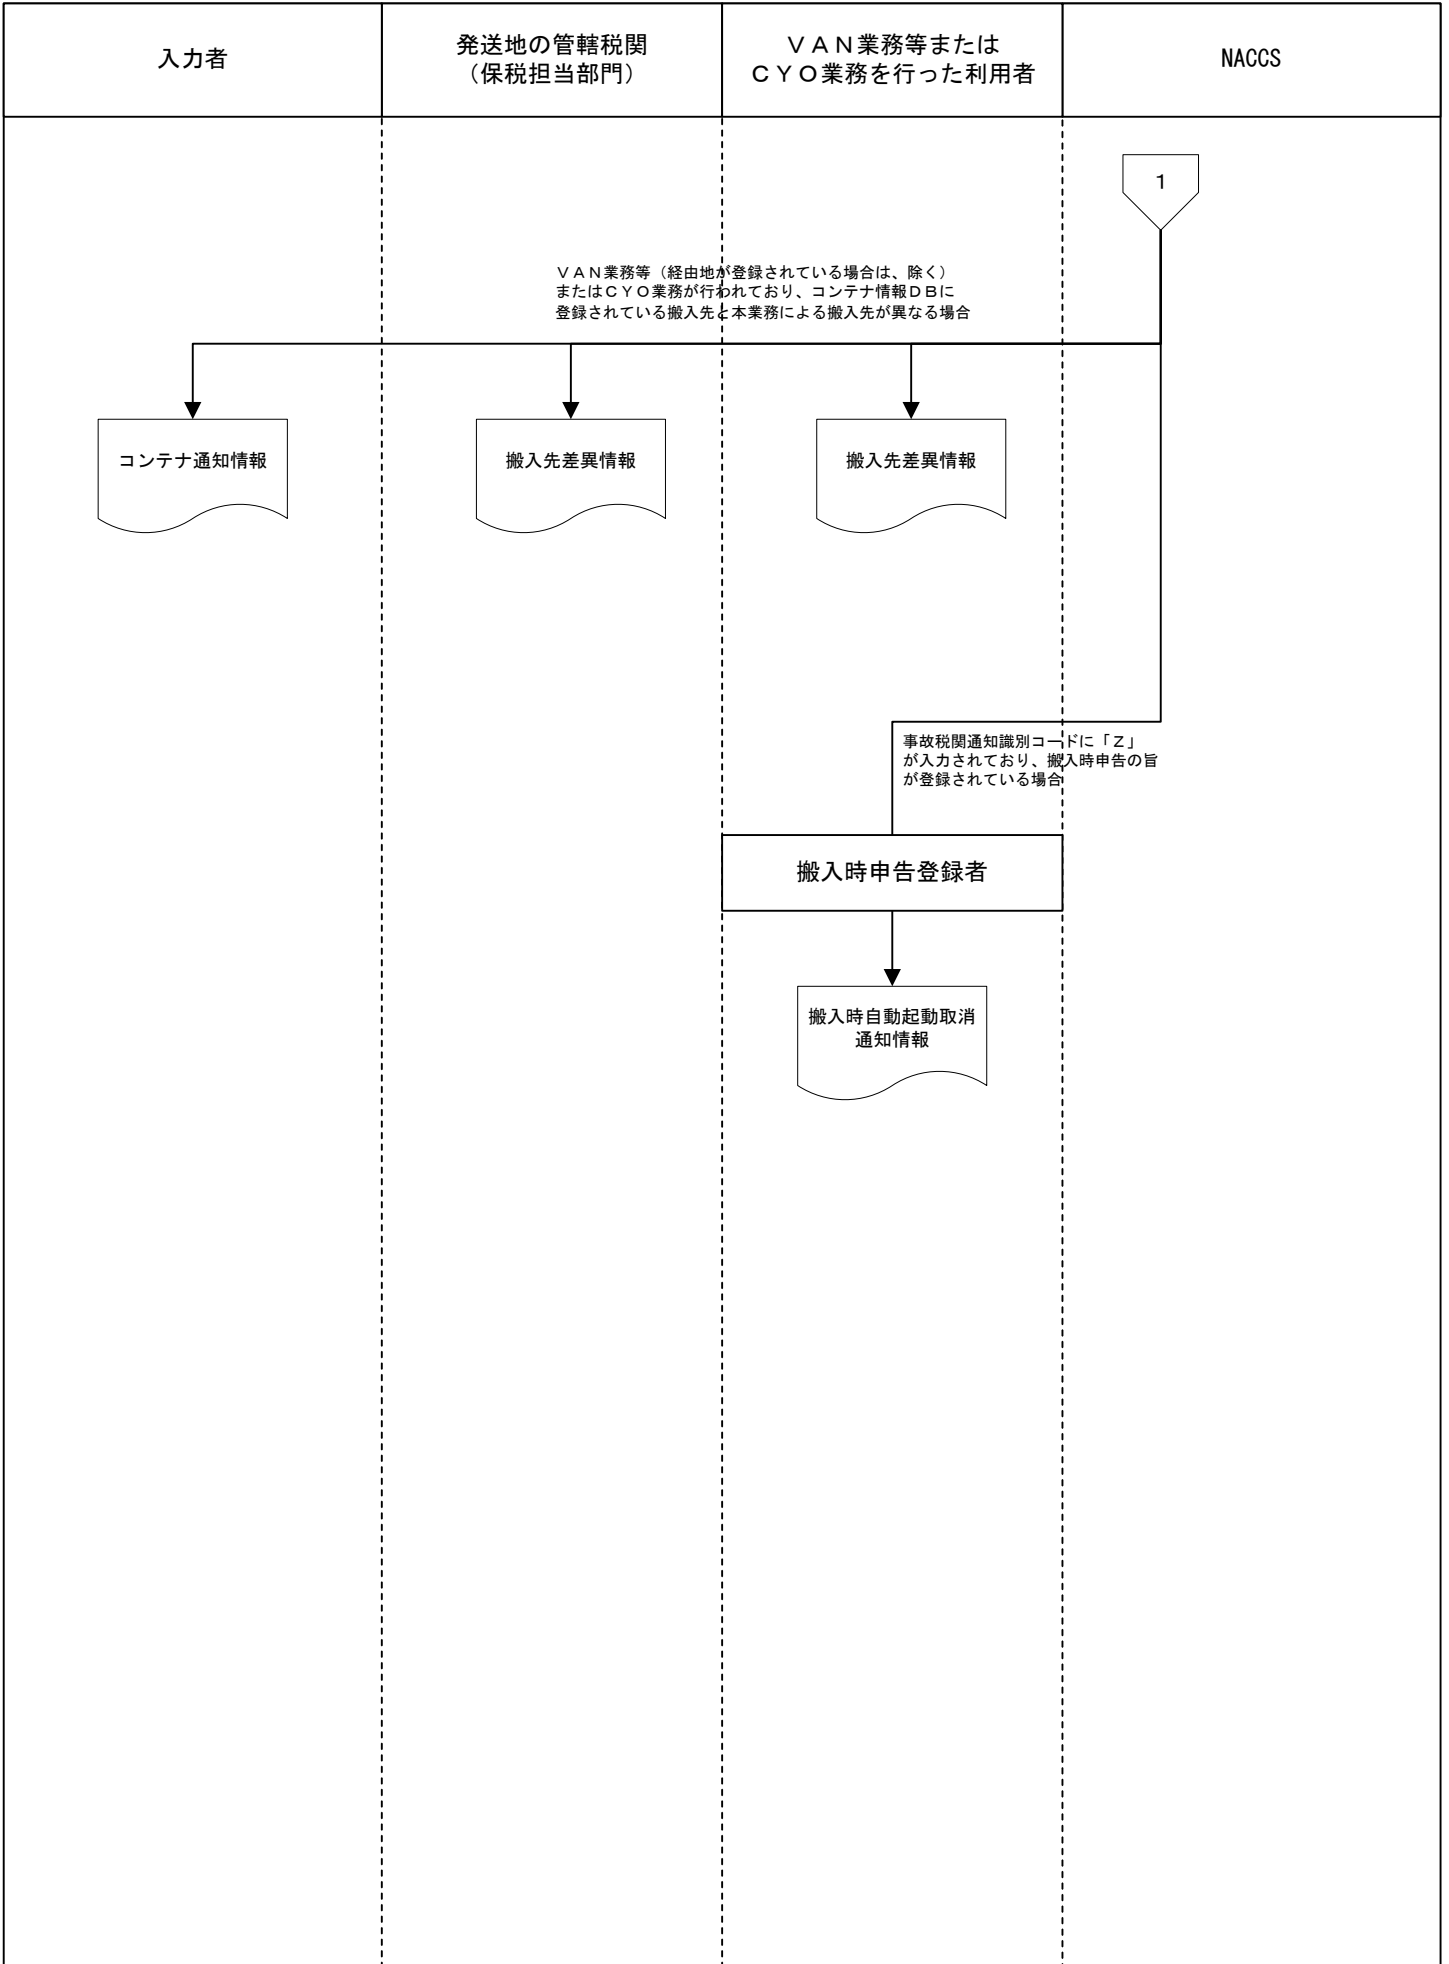 入力者
発送地の管轄税関
（保税担当部門）
ＶＡＮ業務等または
ＣＹＯ業務を行った利用者
NACCS
1
ＶＡＮ業務等（経由地が登録されている場合は、除く）
またはＣＹＯ業務が行われており、コンテナ情報ＤＢに
登録されている搬入先と本業務による搬入先が異なる場合
コンテナ通知情報
搬入先差異情報
搬入先差異情報
事故税関通知識別コードに「Ｚ」
が入力されており、搬入時申告の旨
が登録されている場合
搬入時申告登録者
搬入時自動起動取消
通知情報